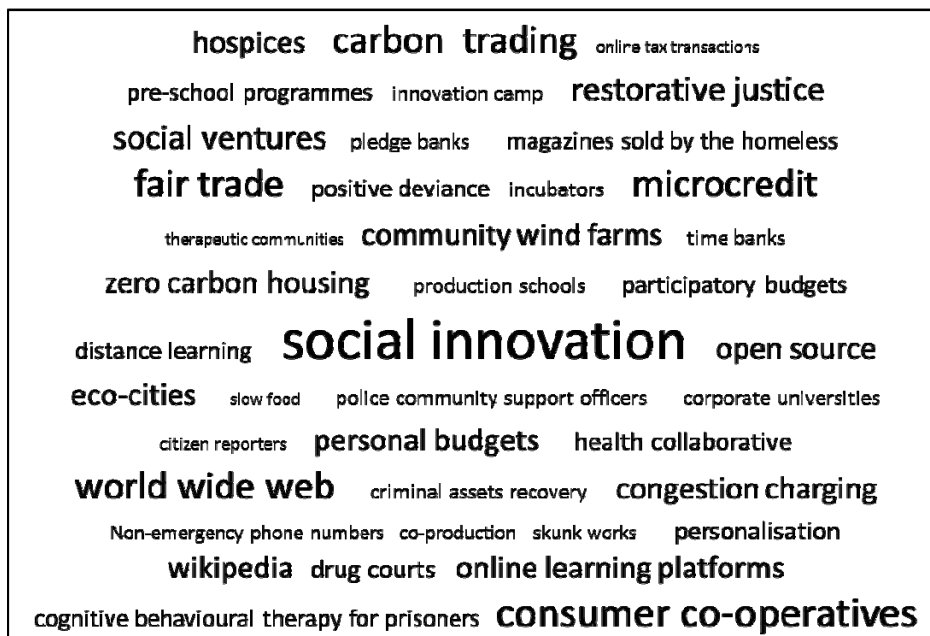 hospices carbon trading online tax transactions
pre-school programmes innovation camp restorative justice
social ventures pledge banks magazines sold by the homeless
fair trade positive deviance incubators microcredit
therapeutic communities community wind farms time banks
zero carbon housing production schools participatory budgets
distance learning social innovation open source
eco-cities slow food police community support officers corporate universities
citizen reporters personal budgets health collaborative
world wide web criminal assets recovery congestion charging
Non-emergency phone numbers co-production skunk works personalisation
wikipedia drug courts online learning platforms
cognitive behavioural therapy for prisoners consumer co-operatives